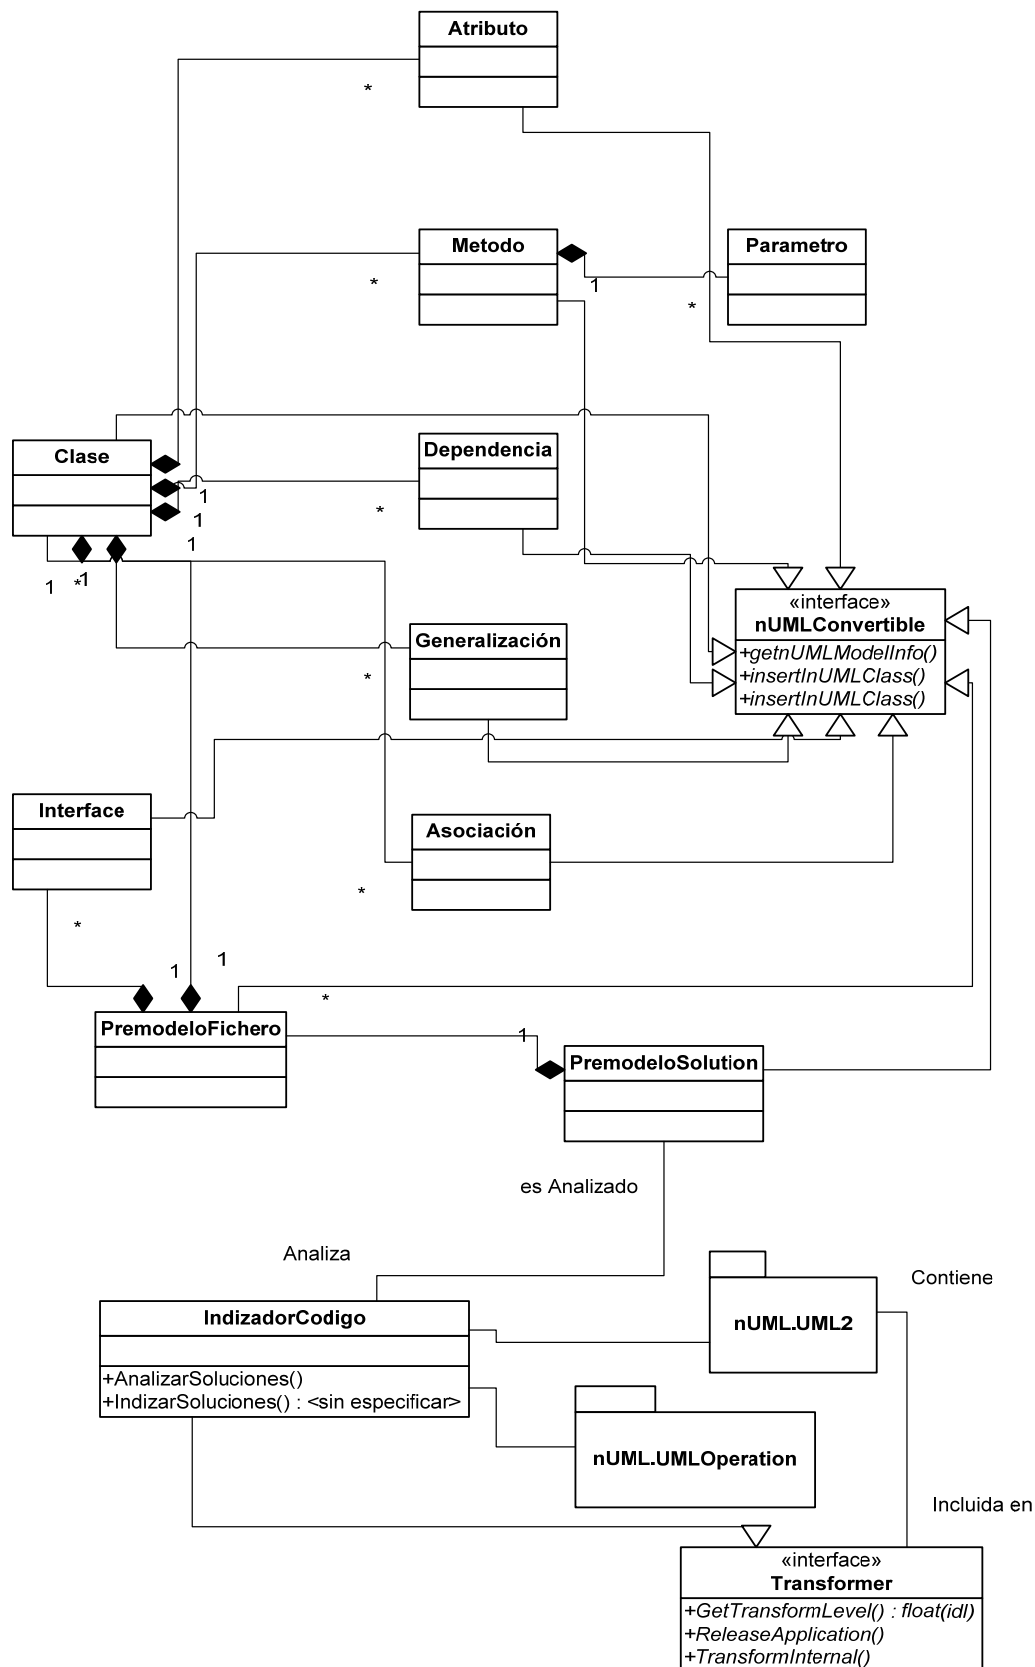 Atributo
*
Metodo
Parametro
*
1
*
Clase
Dependencia
1
*
1
1
1
*
1
«interface»
nUMLConvertible
+getnUMLModelInfo()
+insertInUMLClass()
+insertInUMLClass()
Generalización
*
Interface
Asociación
*
*
1
1
*
PremodeloFichero
1
PremodeloSolution
es Analizado
Analiza
Contiene
IndizadorCodigo
+AnalizarSoluciones()
+IndizarSoluciones() : <sin especificar>
nUML.UML2
nUML.UMLOperation
Incluida en
«interface»
Transformer
+GetTransformLevel() : float(idl)
+ReleaseApplication()
+TransformInternal()